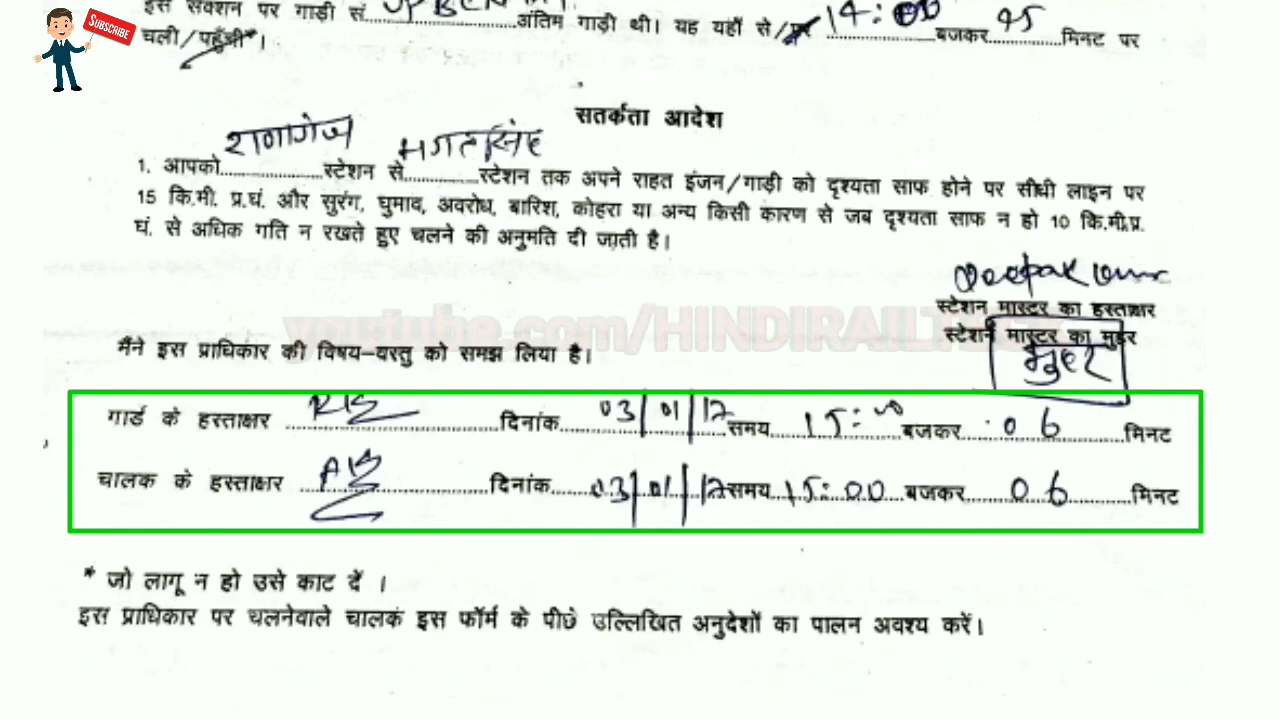 इस सेक्शन पर गाड़ी सं..............अंतिम गाड़ी थी। यह यहाँ से/पर 14:00 बजकर 45 मिनट पर
चली/पहुँची*।
SUBSCRIBE
सतर्कता आदेश
1. आपको राणागंज स्टेशन से भगतसिंह स्टेशन तक अपने राहत इंजन/गाड़ी को दृश्यता साफ होने पर सीधी लाइन पर
15 कि.मी. प्र.घं. और सुरंग, घुमाव, अवरोध, बारिश, कोहरा या अन्य किसी कारण से जब दृश्यता साफ न हो 10 कि.मी.प्र.
घं. से अधिक गति न रखते हुए चलने की अनुमति दी जाती है।
स्टेशन मास्टर का हस्ताक्षर
स्टेशन मास्टर का मुहर
मुहर
youtube.com/HINDIRAILTA
मैंने इस प्राधिकार की विषय–वस्तु को समझ लिया है।
गार्ड के हस्ताक्षर ..............दिनांक 03/01/17 समय 15:00 बजकर 06 मिनट
चालक के हस्ताक्षर ..............दिनांक 03/01/17 समय 15:00 बजकर 06 मिनट
* जो लागू न हो उसे काट दें ।
इस प्राधिकार पर चलनेवाले चालक इस फॉर्म के पीछे उल्लिखित अनुदेशों का पालन अवश्य करें।